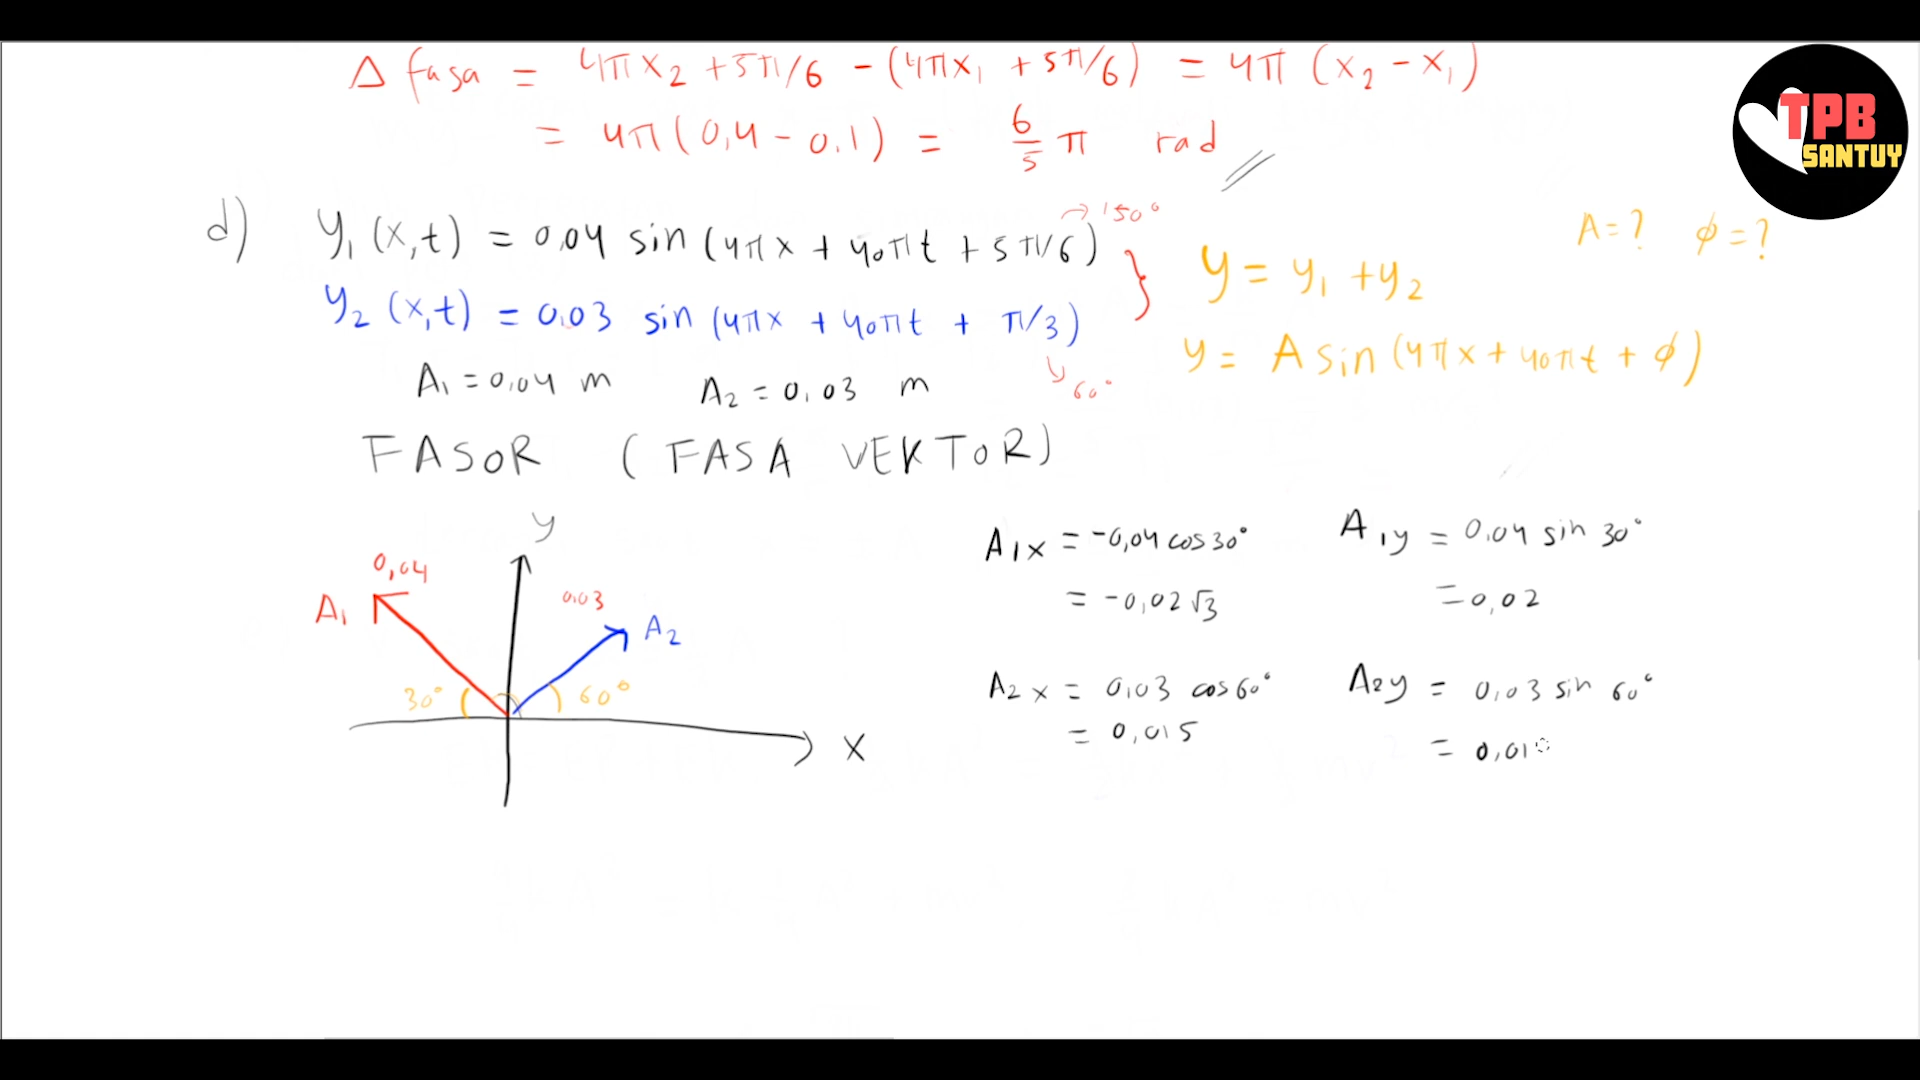 Δ fasa = 4πx₂ + 5π/6 - (4πx₁ + 5π/6) = 4π (x₂ - x₁)
= 4π(0,4 - 0.1) = 6/5 π rad
TPB
SANTUY
d) y₁(x,t) = 0,04 sin (4πx + 40πt + 5π/6) → 150°
y₂(x,t) = 0.03 sin (4πx + 40πt + π/3)
60°
} y = y₁ + y₂
A = ? ϕ = ?
y = A sin (4πx + 40πt + ϕ)
A₁ = 0,04 m A₂ = 0.03 m
FASOR (FASA VEKTOR)
y
0,04
A₁
0.03
A₂
30°
60°
x
A₁x = -0,04 cos 30°
= -0,02√3
A₁y = 0.04 sin 30°
= 0,02
A₂x = 0,03 cos 60°
= 0,015
A₂y = 0,03 sin 60°
= 0,01